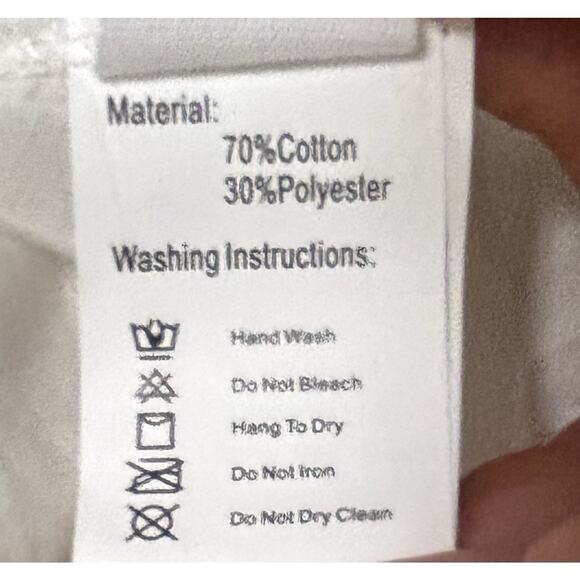 Material:
70%Cotton
30%Polyester
Washing Instructions:
Hand Wash
Do Not Bleach
Hang To Dry
Do Not Iron
Do Not Dry Clean